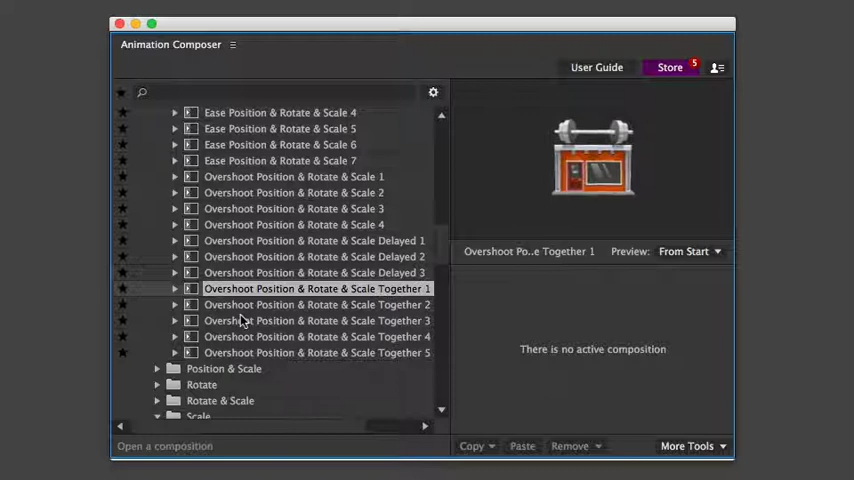 Animation Composer
User Guide
Store
5
Ease Position & Rotate & Scale 4
Ease Position & Rotate & Scale 5
Ease Position & Rotate & Scale 6
Ease Position & Rotate & Scale 7
Overshoot Position & Rotate & Scale 1
Overshoot Position & Rotate & Scale 2
Overshoot Position & Rotate & Scale 3
Overshoot Position & Rotate & Scale 4
Overshoot Position & Rotate & Scale Delayed 1
Overshoot Position & Rotate & Scale Delayed 2
Overshoot Position & Rotate & Scale Delayed 3
Overshoot Position & Rotate & Scale Together 1
Overshoot Position & Rotate & Scale Together 2
Overshoot Position & Rotate & Scale Together 3
Overshoot Position & Rotate & Scale Together 4
Overshoot Position & Rotate & Scale Together 5
Position & Scale
Rotate
Rotate & Scale
Scale
Overshoot Po..e Together 1 Preview: From Start
There is no active composition
Open a composition
Copy Paste Remove More Tools